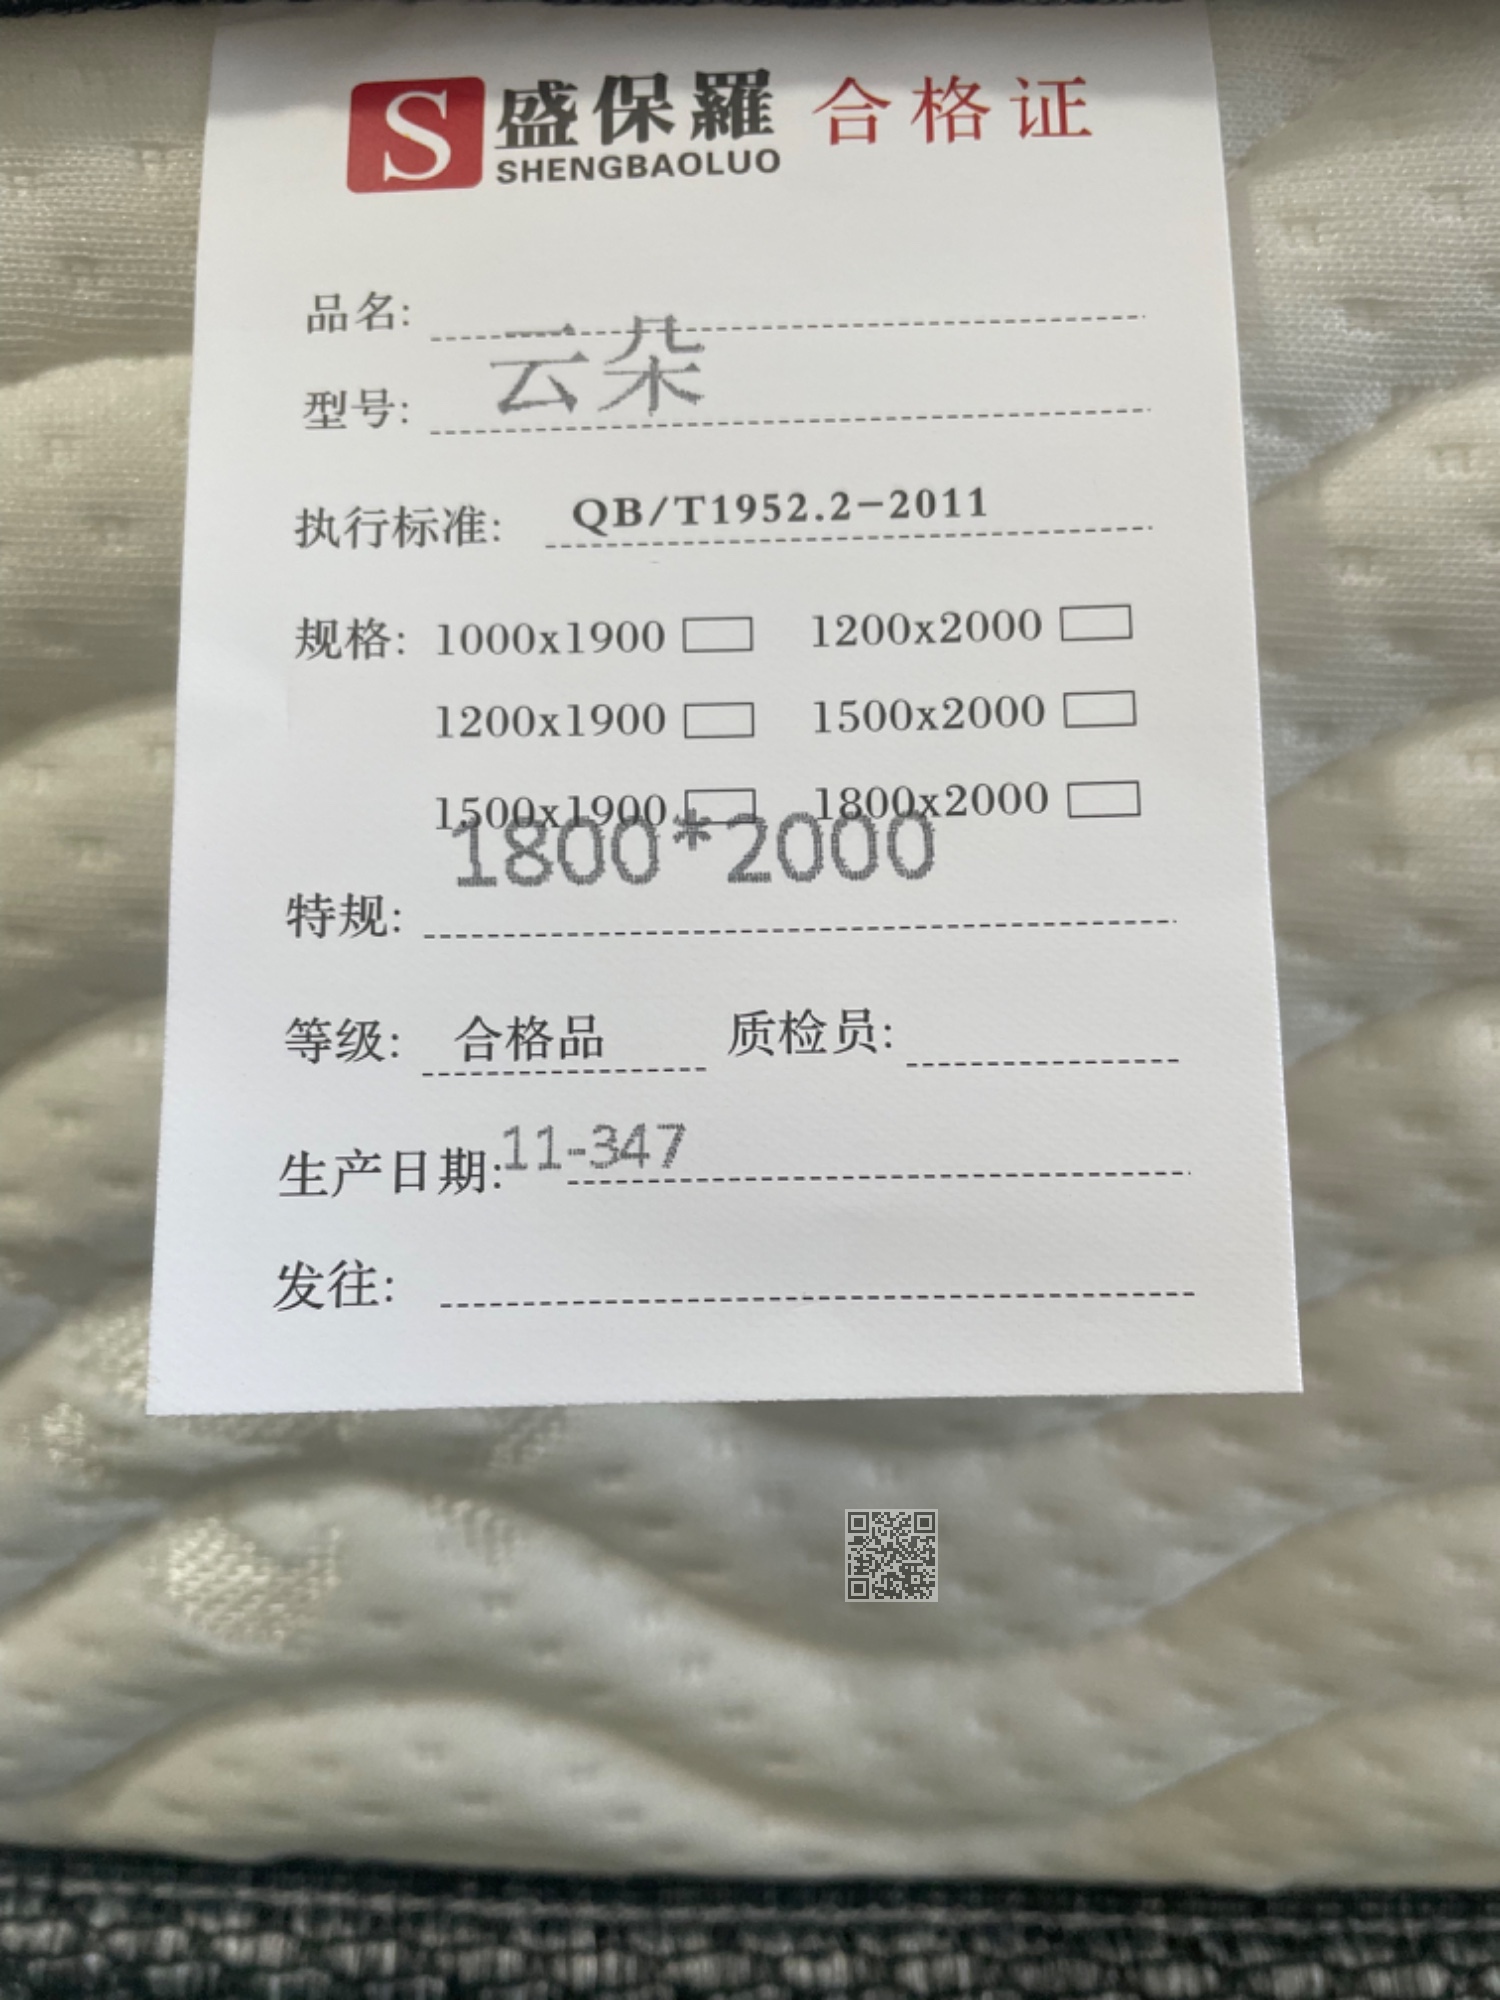 S 盛保羅 合格证
SHENGBAOLUO
品名:
云朵
型号:
执行标准: QB/T1952.2-2011
规格: 1000x1900 1200x2000
1200x1900 1500x2000
1500x1900 1800x2000
1800*2000
特规:
等级: 合格品 质检员:
生产日期:11-347
发往: